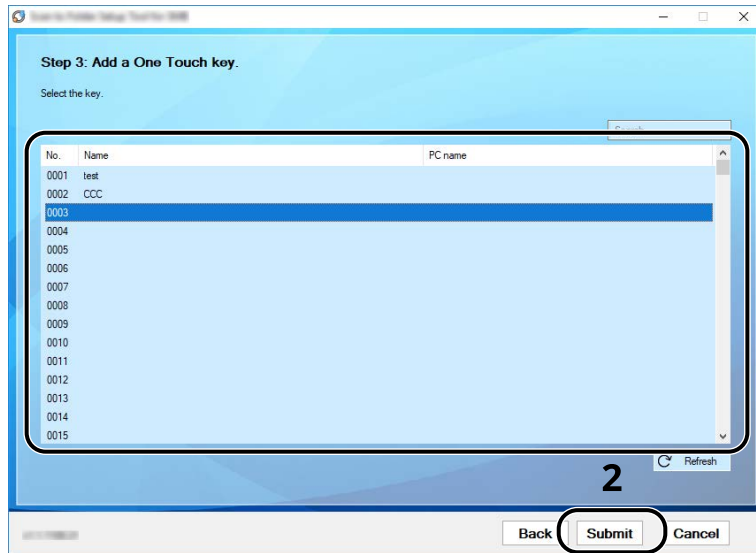 Step 3: Add a One Touch key.
Select the key.
No. Name PC name
0001 test
0002 CCC
0003
0004
0005
0006
0007
0008
0009
0010
0011
0012
0013
0014
0015
Refresh
2
Back Submit Cancel